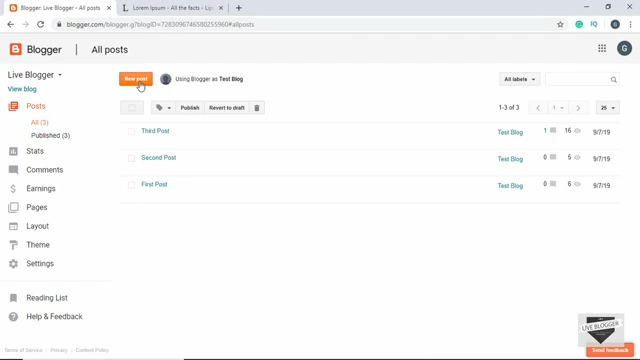 Blogger: Live Blogger - All posts
Lorem Ipsum - All the facts - Lip
blogger.com/blogger.g?blogID=7283096746580255960#allposts
Blogger
All posts
G
Live Blogger
View blog
Posts
All (3)
Published (3)
Stats
Comments
Earnings
Pages
Layout
Theme
Settings
Reading List
Help & Feedback
Terms of Service | Privacy | Content Policy
New post
Using Blogger as Test Blog
All labels
Publish
Revert to draft
1-3 of 3
1
25
Third Post Test Blog 1 16 9/7/19
Second Post Test Blog 0 5 9/7/19
First Post Test Blog 0 6 9/7/19
LIVE BLOGGER
Send feedback